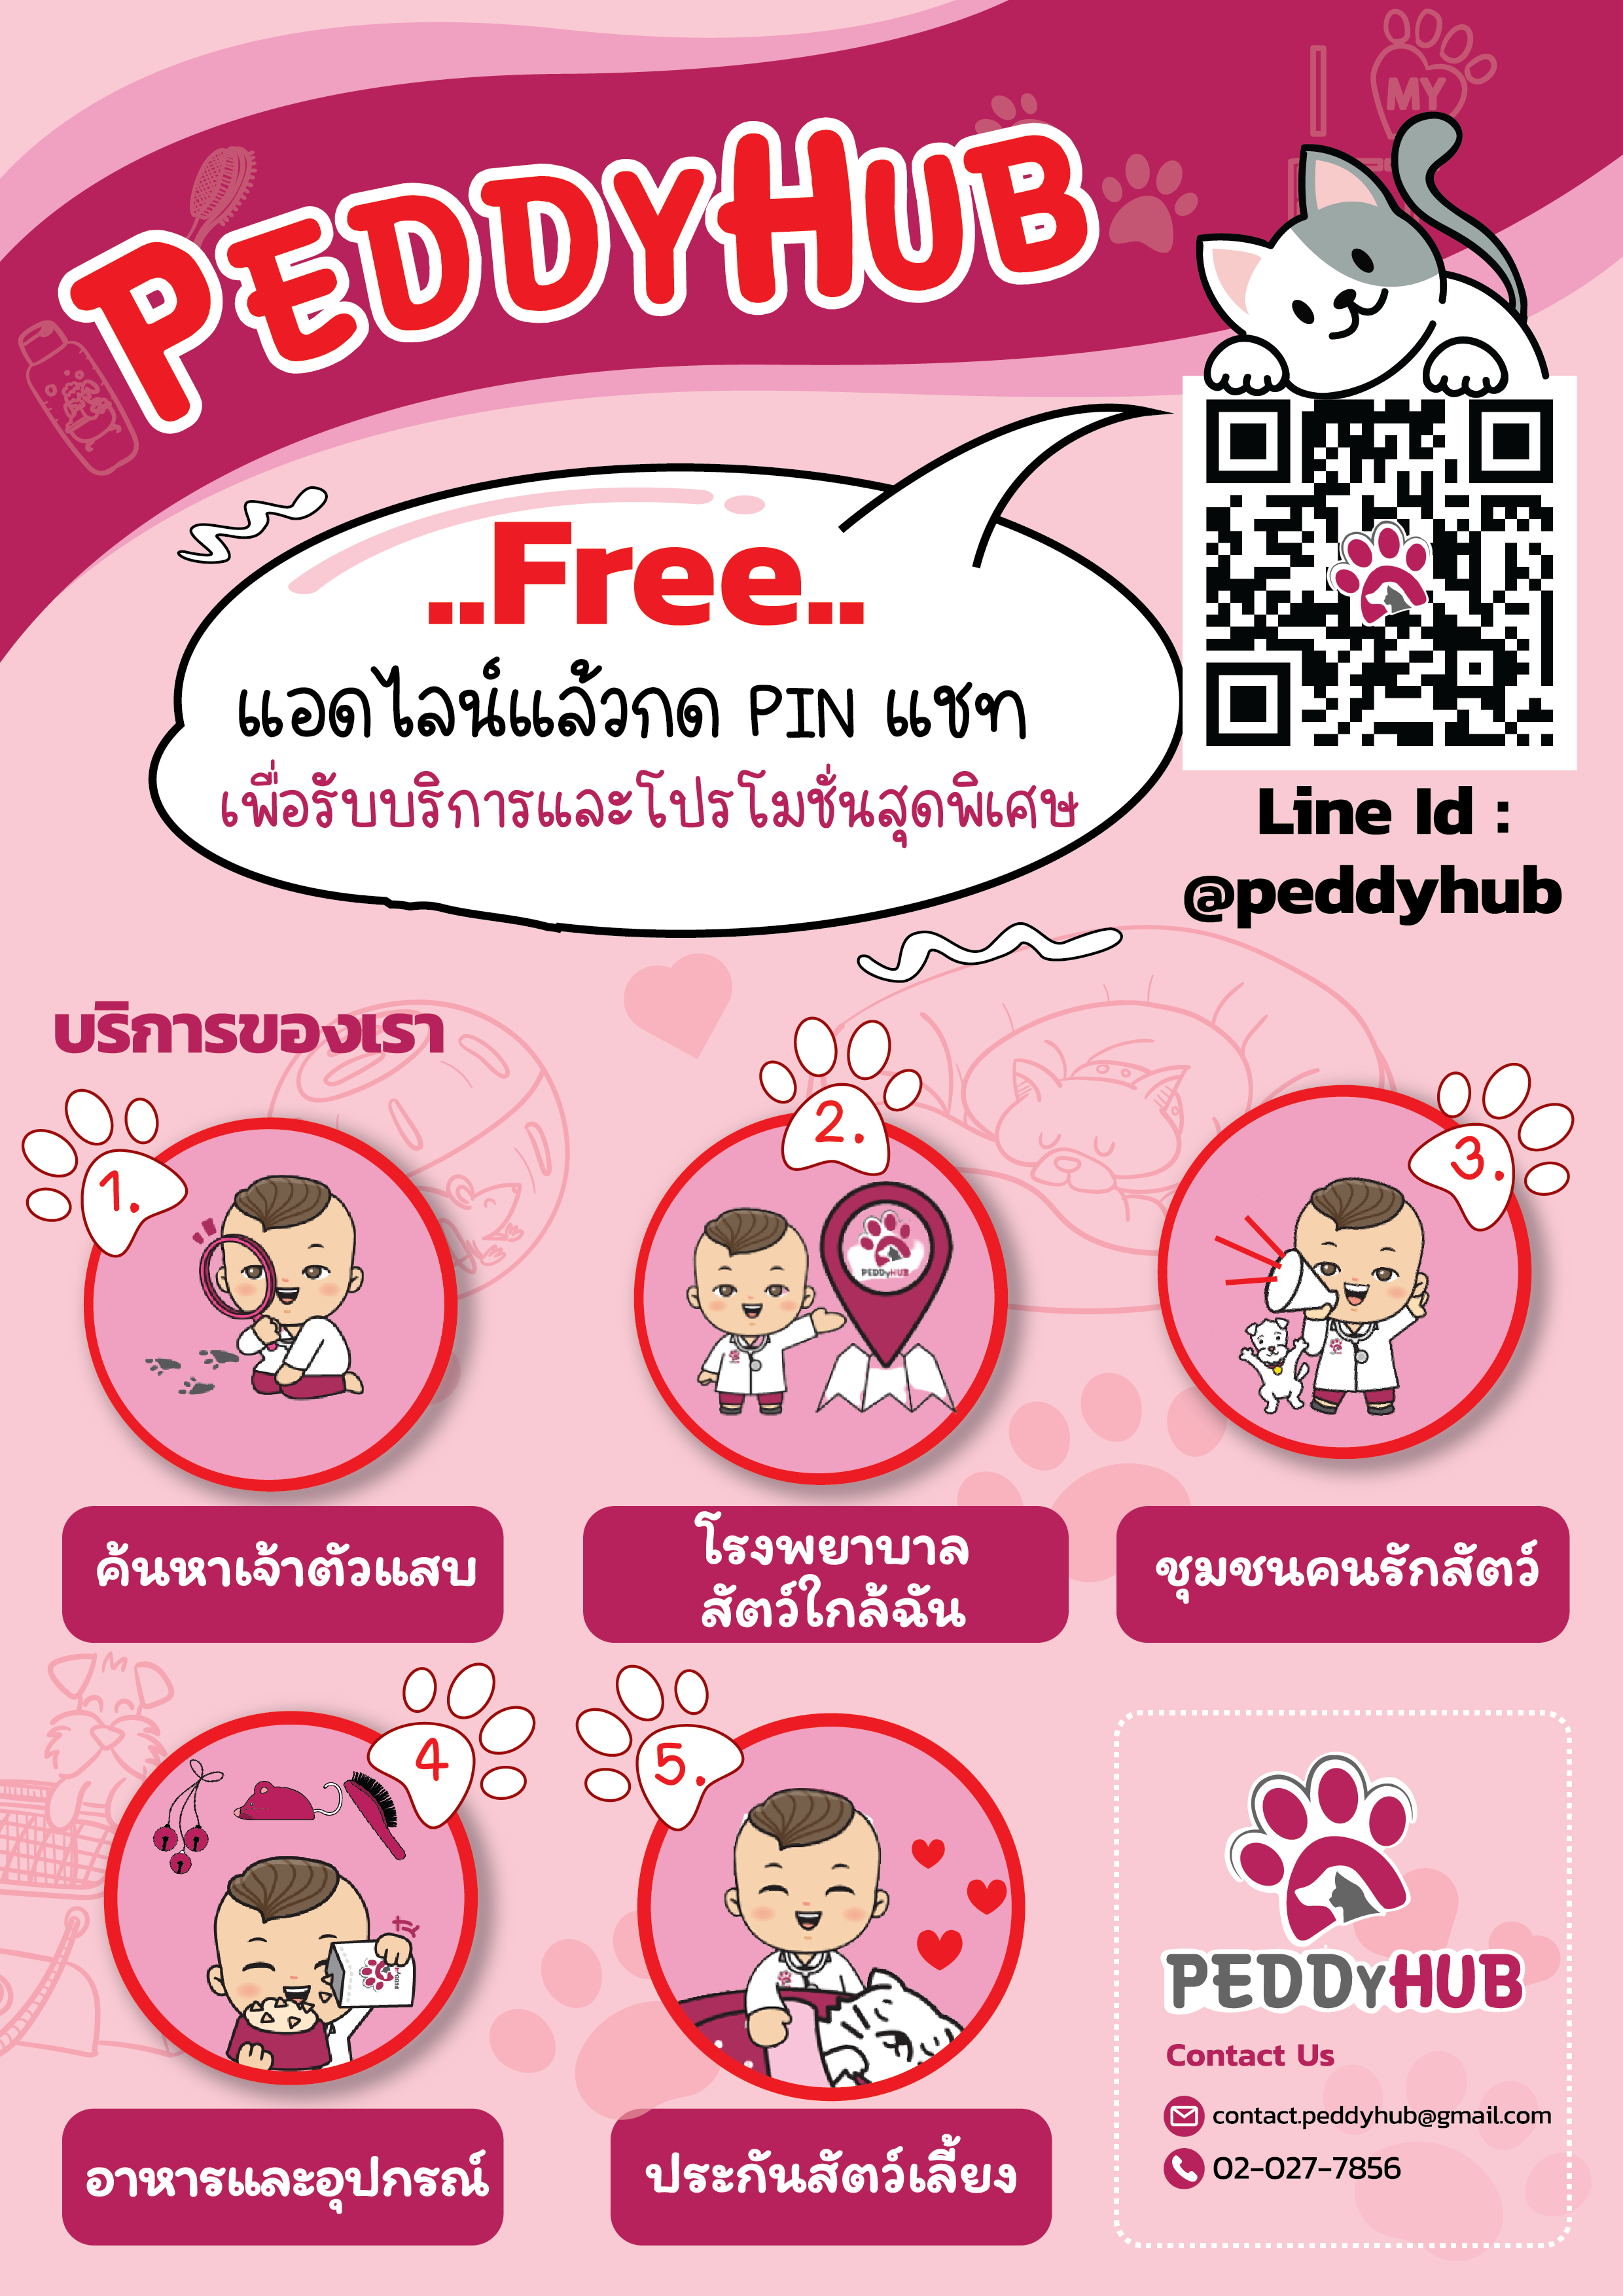 I MY
PEDDYHUB
..Free..
แอดไลน์แล้วกด PIN แชท
เพื่อรับบริการและโปรโมชั่นสุดพิเศษ
Line Id :
@peddyhub
บริการของเรา
1.
2.
3.
PEDDYHUB
ค้นหาเจ้าตัวแสบ
โรงพยาบาล
สัตว์ใกล้ฉัน
ชุมชนคนรักสัตว์
4
5.
อาหารและอุปกรณ์
ประกันสัตว์เลี้ยง
PEDDyHUB
Contact Us
contact.peddyhub@gmail.com
02-027-7856